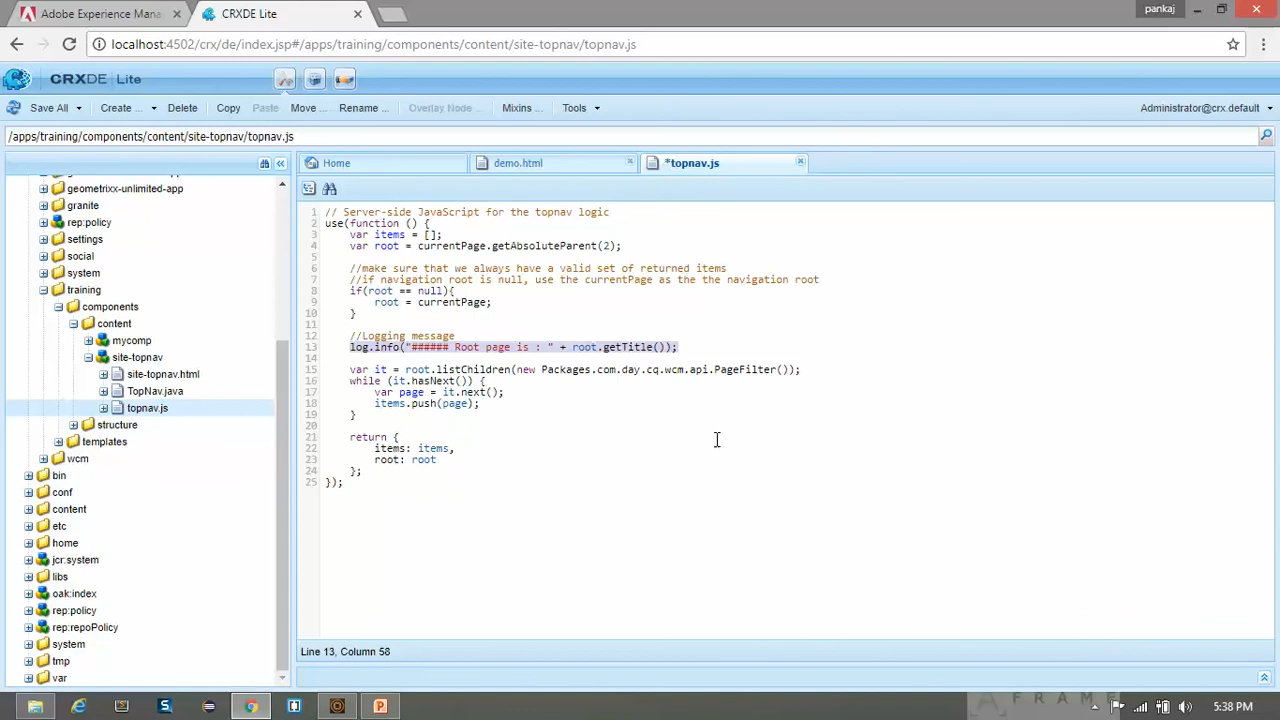 Adobe Experience Mana
CRXDE Lite
pankaj
localhost:4502/crx/de/index.jsp#/apps/training/components/content/site-topnav/topnav.js
CRXDE Lite
Save All
Create ...
Delete
Copy
Paste
Move ...
Rename ...
Overlay Node ...
Mixins ...
Tools
Administrator@crx.default
/apps/training/components/content/site-topnav/topnav.js
Home
demo.html
*topnav.js
geometrixx-unlimited-app
granite
rep:policy
settings
social
system
training
components
content
mycomp
site-topnav
site-topnav.html
TopNav.java
topnav.js
structure
templates
wcm
bin
conf
content
etc
home
jcr:system
libs
oak:index
rep:policy
rep:repoPolicy
system
tmp
var
1 // Server-side JavaScript for the topnav logic
2 use(function () {
3 var items = [];
4 var root = currentPage.getAbsoluteParent(2);
5
6 //make sure that we always have a valid set of returned items
7 //if navigation root is null, use the currentPage as the the navigation root
8 if(root == null){
9 root = currentPage;
10 }
11
12 //Logging message
13 log.info("###### Root page is : " + root.getTitle());
14
15 var it = root.listChildren(new Packages.com.day.cq.wcm.api.PageFilter());
16 while (it.hasNext()) {
17 var page = it.next();
18 items.push(page);
19 }
20
21 return {
22 items: items,
23 root: root
24 };
25 });
Line 13, Column 58
FRAME
5:38 PM